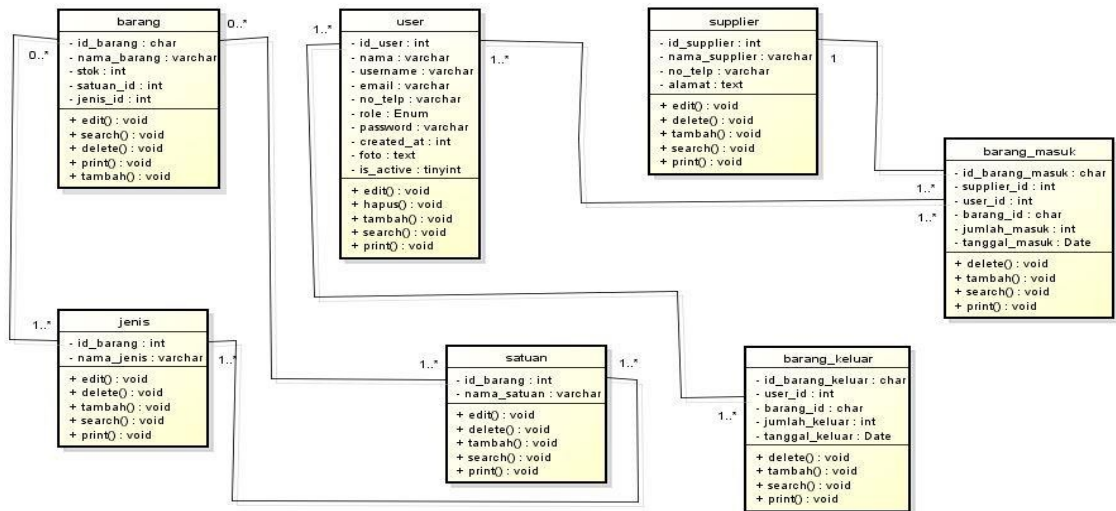 barang
- id_barang : char
- nama_barang : varchar
- stok : int
- satuan_id : int
- jenis_id : int
+ edit() : void
+ search() : void
+ delete() : void
+ print() : void
+ tambah() : void
0..*
0..*
user
- id_user : int
- nama : varchar
- username : varchar
- email : varchar
- no_telp : varchar
- role : Enum
- password : varchar
- created_at : int
- foto : text
- is_active : tinyint
+ edit() : void
+ hapus() : void
+ tambah() : void
+ search() : void
+ print() : void
1..*
1..*
supplier
- id_supplier : int
- nama_supplier : varchar
- no_telp : varchar
- alamat : text
+ edit() : void
+ delete() : void
+ tambah() : void
+ search() : void
+ print() : void
1
barang_masuk
- id_barang_masuk : char
- supplier_id : int
- user_id : int
- barang_id : char
- jumlah_masuk : int
- tanggal_masuk : Date
+ delete() : void
+ tambah() : void
+ search() : void
+ print() : void
1..*
1..*
jenis
- id_barang : int
- nama_jenis : varchar
+ edit() : void
+ delete() : void
+ tambah() : void
+ search() : void
+ print() : void
1..*
1..*
satuan
- id_barang : int
- nama_satuan : varchar
+ edit() : void
+ delete() : void
+ tambah() : void
+ search() : void
+ print() : void
1..*
1..*
barang_keluar
- id_barang_keluar : char
- user_id : int
- barang_id : char
- jumlah_keluar : int
- tanggal_keluar : Date
+ delete() : void
+ tambah() : void
+ search() : void
+ print() : void
1..*